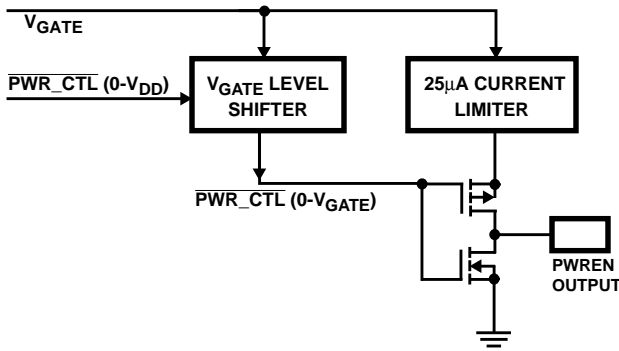 VGATE
PWR_CTL (0-VDD)
VGATE LEVEL
SHIFTER
25μA CURRENT
LIMITER
PWR_CTL (0-VGATE)
PWREN
OUTPUT